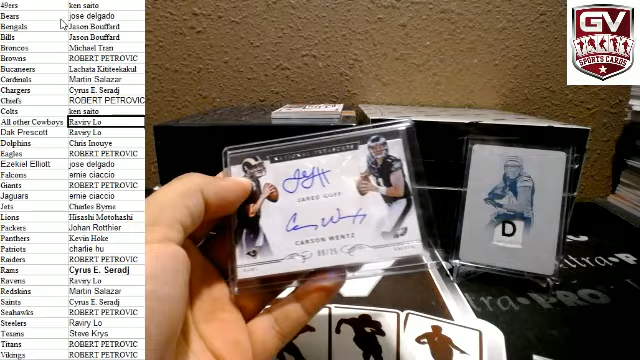 49ers ken saito
Bears jose delgado
Bengals Jason Bouffard
Bills Jason Bouffard
Broncos Michael Tran
Browns ROBERT PETROVIC
Bucaneers Lachata Kititeekakul
Cardinals Martin Salazar
Chargers Cyrus E. Seradj
Chiefs ROBERT PETROVIC
Colts ken saito
All other Cowboys Raviry Lo
Dak Prescott Raviry Lo
Dolphins Chris Inouye
Eagles ROBERT PETROVIC
Ezekiel Elliott jose delgado
Falcons ernie ciaccio
Giants ROBERT PETROVIC
Jaguars ernie ciaccio
Jets Charles Byrne
Lions Hisashi Motohashi
Packers Johan Rotthier
Panthers Kevin Hoke
Patriots charlie hu
Raiders ROBERT PETROVIC
Rams Cyrus E. Seradj
Ravens Raviry Lo
Redskins Martin Salazar
Saints Cyrus E. Seradj
Seahawks ROBERT PETROVIC
Steelers Raviry Lo
Texans Steve Krys
Titans ROBERT PETROVIC
Vikings ROBERT PETROVIC
GV
SPORTS CARDS
NATIONAL TREASURES
JARED GOFF
CARSON WENTZ
RAMS
EAGLES
D